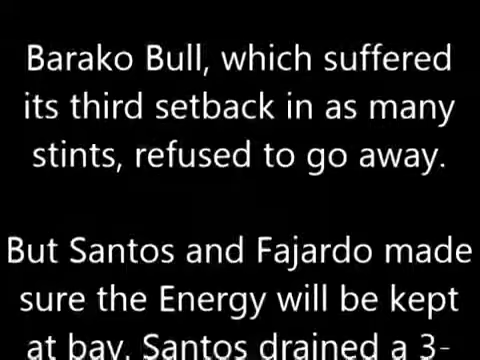 Barako Bull, which suffered
its third setback in as many
stints, refused to go away.
But Santos and Fajardo made
sure the Energy will be kept
at bay. Santos drained a 3-